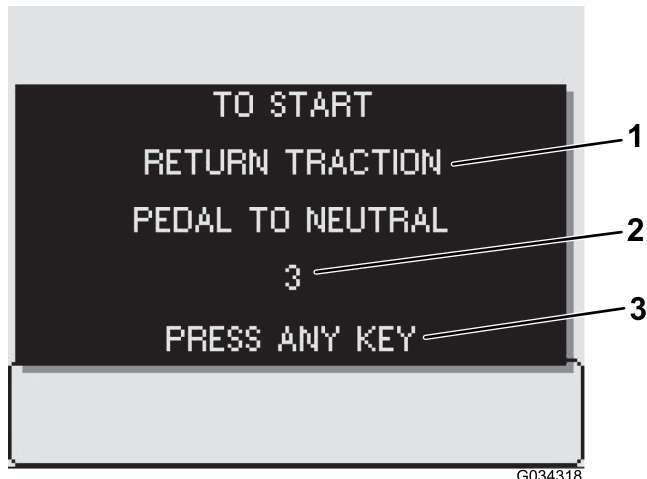 TO START
RETURN TRACTION
1
PEDAL TO NEUTRAL
2
3
3
PRESS ANY KEY
G034318